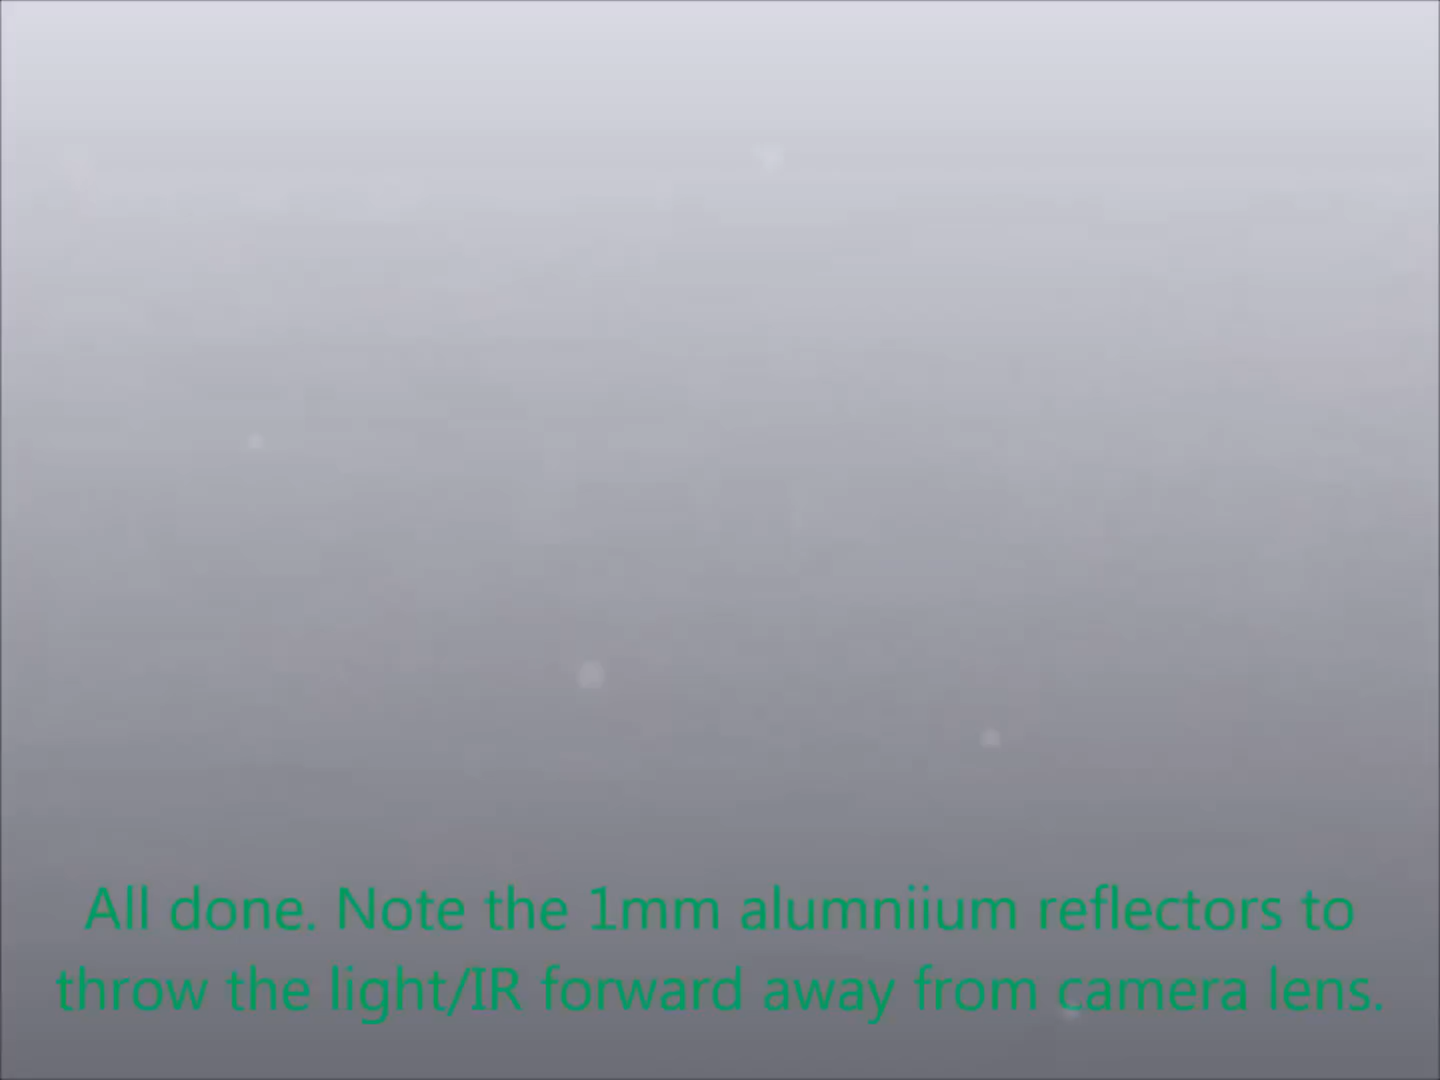 All done. Note the 1mm alumniium reflectors to
throw the light/IR forward away from camera lens.